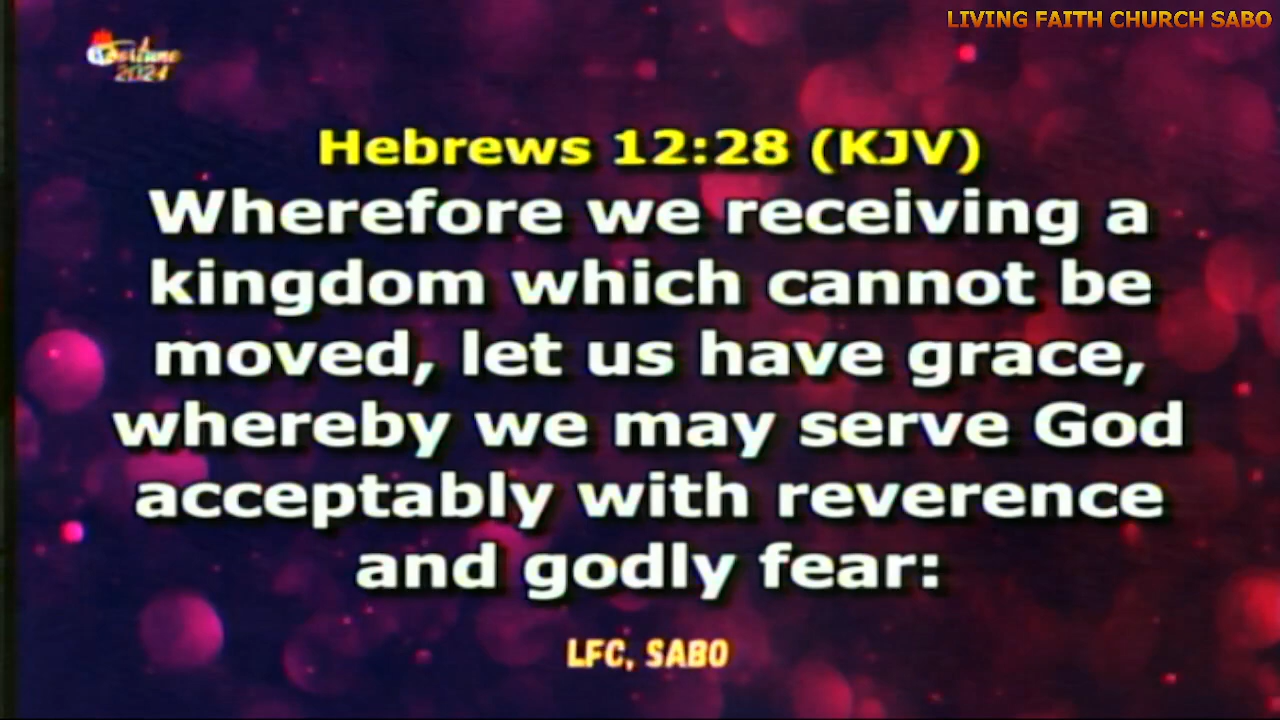 LIVING FAITH CHURCH SABO
2024
Hebrews 12:28 (KJV)
Wherefore we receiving a
kingdom which cannot be
moved, let us have grace,
whereby we may serve God
acceptably with reverence
and godly fear:
LFC, SABO